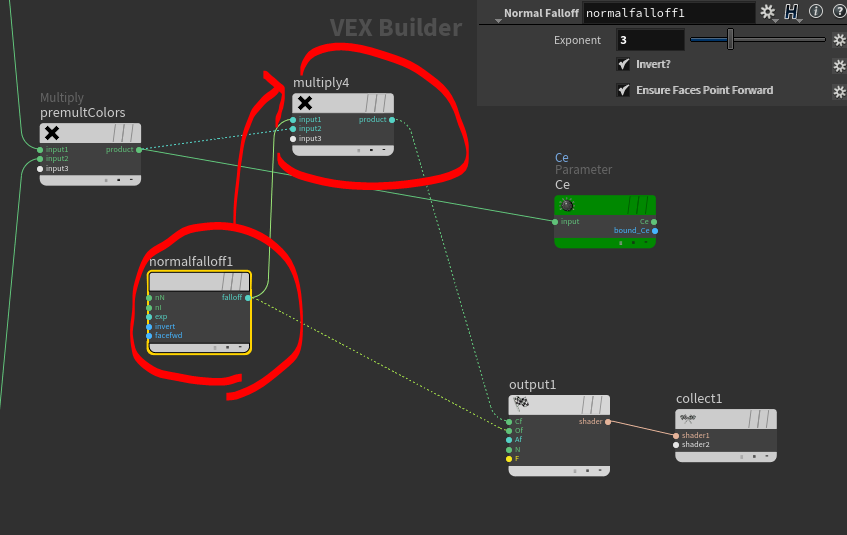 VEX Builder
Normal Falloff normalfalloff1
Exponent 3
Invert?
Ensure Faces Point Forward
multiply4
input1 product
input2
input3
Multiply
premultColors
input1 product
input2
input3
Ce
Parameter
Ce
input Ce
bound_Ce
normalfalloff1
nN falloff
nI
exp
invert
facefwd
output1
Cf shader
Of
Af
N
F
collect1
shader1
shader2